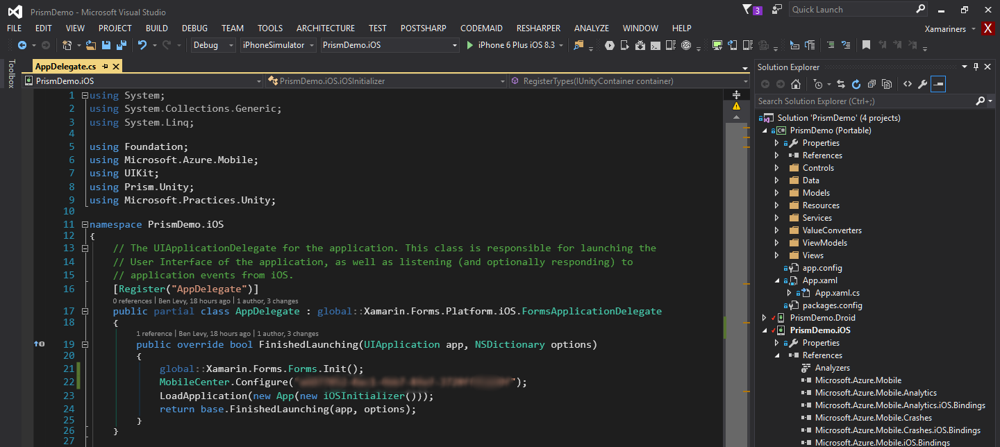 PrismDemo - Microsoft Visual Studio
3
Quick Launch
FILE EDIT VIEW PROJECT BUILD DEBUG TEAM TOOLS ARCHITECTURE TEST POSTSHARP CODEMAID RESHARPER ANALYZE WINDOW HELP
Xamariners X
Debug iPhoneSimulator PrismDemo.iOS iPhone 6 Plus iOS 8.3
Toolbox
AppDelegate.cs
PrismDemo.iOS PrismDemo.iOS.iOSInitializer RegisterTypes(IUnityContainer container)
1 using System;
2 using System.Collections.Generic;
3 using System.Linq;
4
5 using Foundation;
6 using Microsoft.Azure.Mobile;
7 using UIKit;
8 using Prism.Unity;
9 using Microsoft.Practices.Unity;
10
11 namespace PrismDemo.iOS
12 {
13 // The UIApplicationDelegate for the application. This class is responsible for launching the
14 // User Interface of the application, as well as listening (and optionally responding) to
15 // application events from iOS.
16 [Register("AppDelegate")]
0 references | Ben Levy, 18 hours ago | 1 author, 3 changes
17 public partial class AppDelegate : global::Xamarin.Forms.Platform.iOS.FormsApplicationDelegate
18 {
1 reference | Ben Levy, 18 hours ago | 1 author, 3 changes
19 public override bool FinishedLaunching(UIApplication app, NSDictionary options)
20 {
21 global::Xamarin.Forms.Forms.Init();
22 MobileCenter.Configure(" ");
23 LoadApplication(new App(new iOSInitializer()));
24 return base.FinishedLaunching(app, options);
25 }
26 }
27
Solution Explorer
Search Solution Explorer (Ctrl+;)
Solution 'PrismDemo' (4 projects)
C# PrismDemo (Portable)
Properties
References
Controls
Data
Models
Resources
Services
ValueConverters
ViewModels
Views
app.config
App.xaml
App.xaml.cs
packages.config
PrismDemo.Droid
PrismDemo.iOS
Properties
References
Analyzers
Microsoft.Azure.Mobile
Microsoft.Azure.Mobile.Analytics
Microsoft.Azure.Mobile.Analytics.iOS.Bindings
Microsoft.Azure.Mobile.Crashes
Microsoft.Azure.Mobile.Crashes.iOS.Bindings
Microsoft.Azure.Mobile.iOS.Bindings